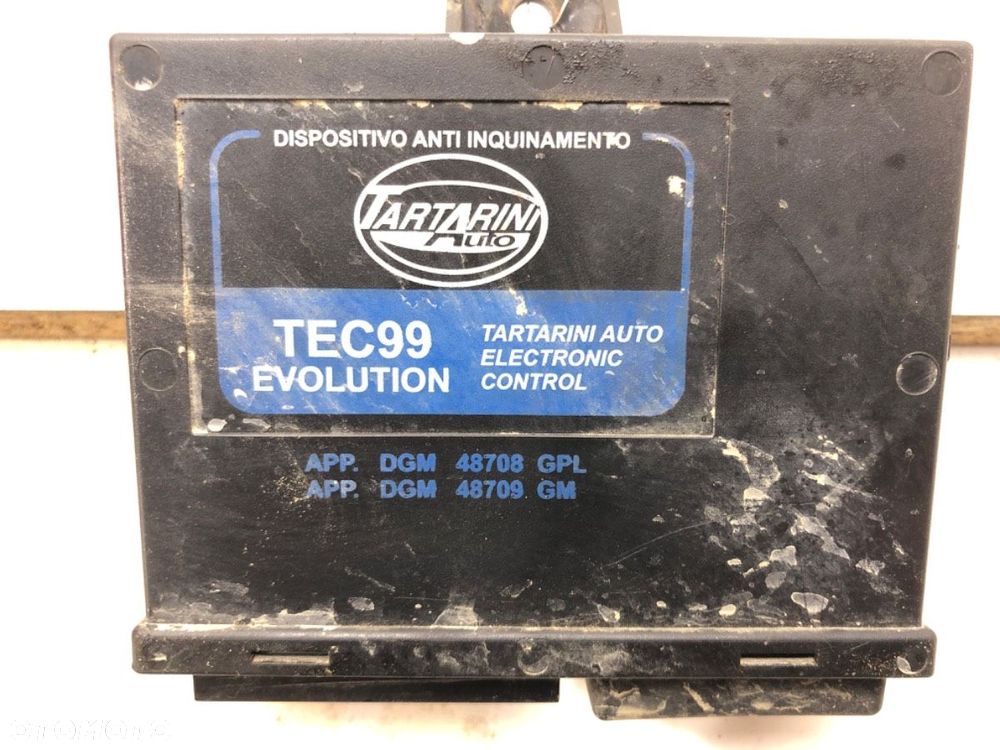 DISPOSITIVO ANTI INQUINAMENTO
TARTARINI
Auto
TEC99
EVOLUTION
TARTARINI AUTO
ELECTRONIC
CONTROL
APP. DGM 48708 GPL
APP. DGM 48709 GM
OTOMOTO